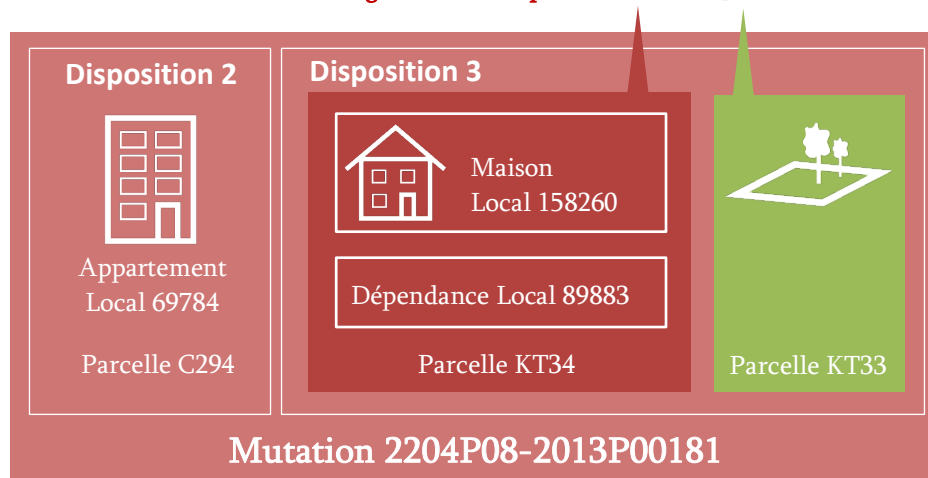 Disposition 2
Appartement
Local 69784
Parcelle C294
Disposition 3
Maison
Local 158260
Dépendance Local 89883
Parcelle KT34
Parcelle KT33
Mutation 2204P08-2013P00181